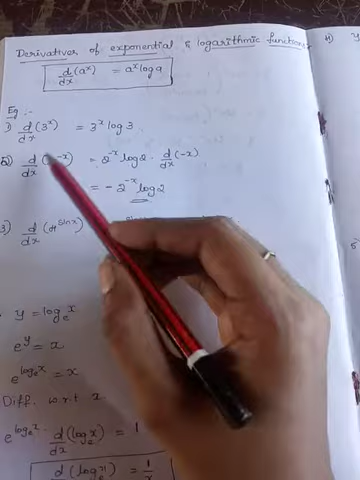 Derivatives of exponential & logarithmic functions
d/dx (a^x) = a^x log a
Eg :-
1) d/dx (3^x) = 3^x log 3
d/dx ( -x) = 2^-x log 2 . d/dx (-x)
= - 2^-x log 2
3) d/dx ( sinx)
y = log_e x
e^y = x
e^log_e x = x
Diff. w.r.t x
e^log_e x . d/dx (log_e x) = 1
d/dx (log_e x) = 1/x